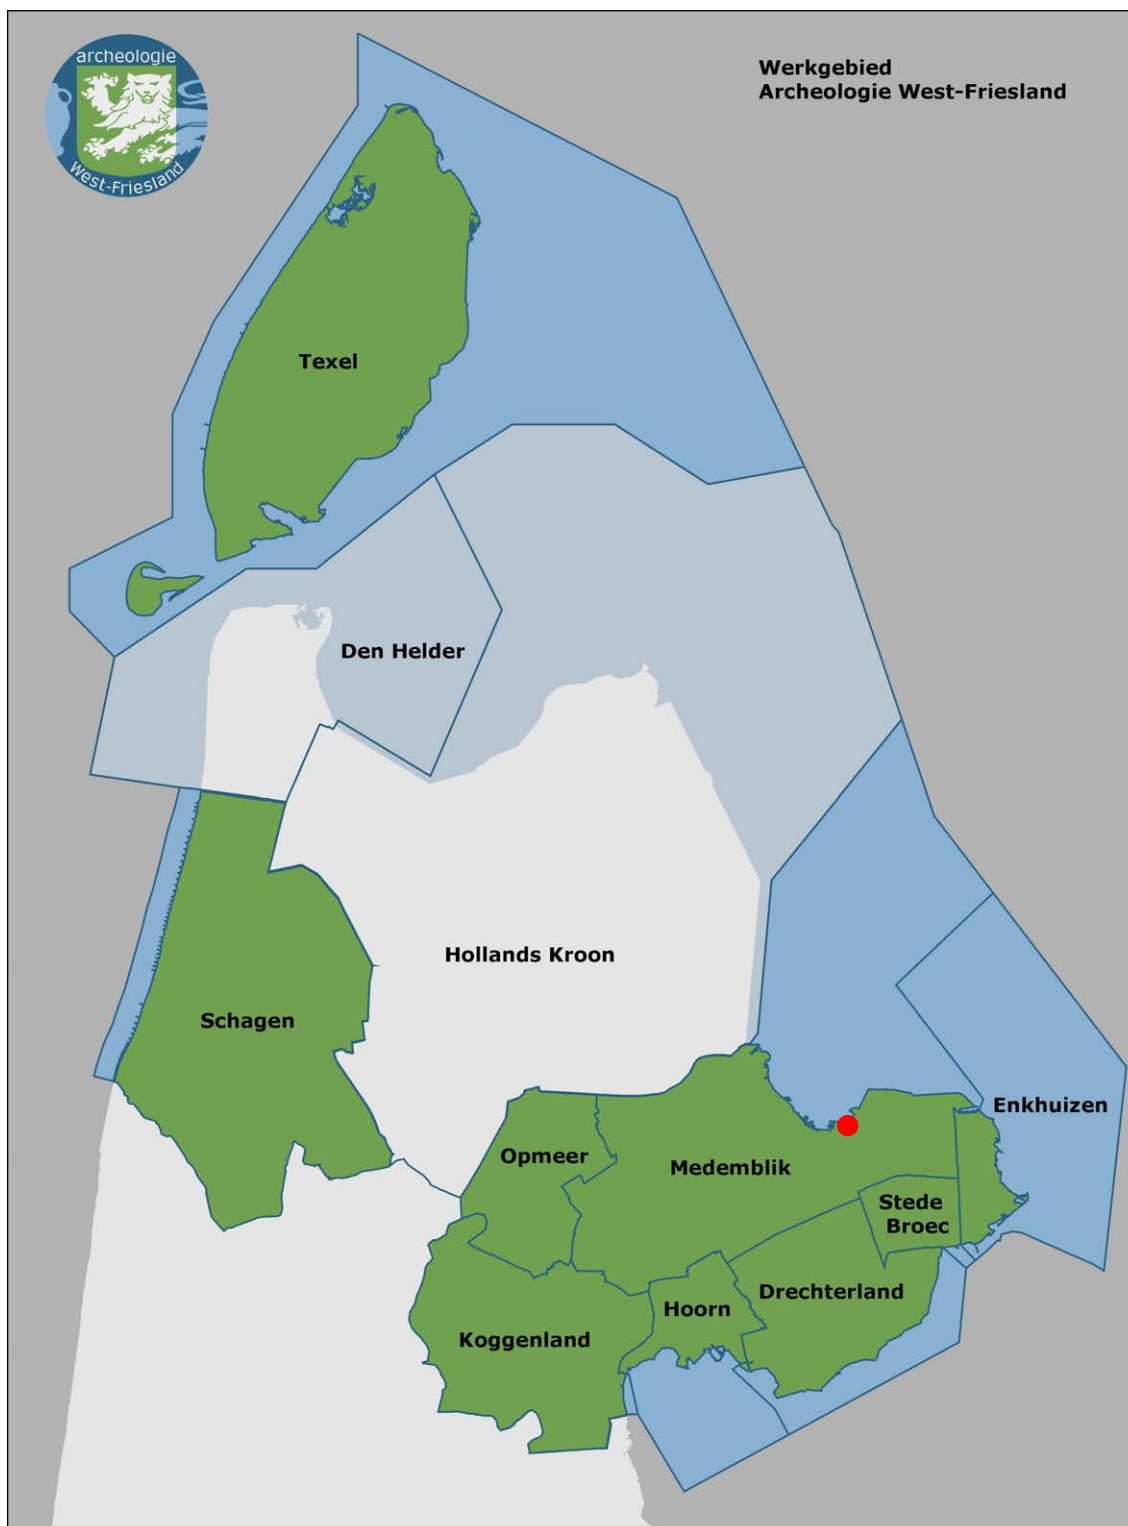 archeologie
West-Friesland
Werkgebied
Archeologie West-Friesland
Texel
Den Helder
Hollands Kroon
Schagen
Enkhuizen
Opmeer
Medemblik
Stede
Broec
Drechterland
Hoorn
Koggenland